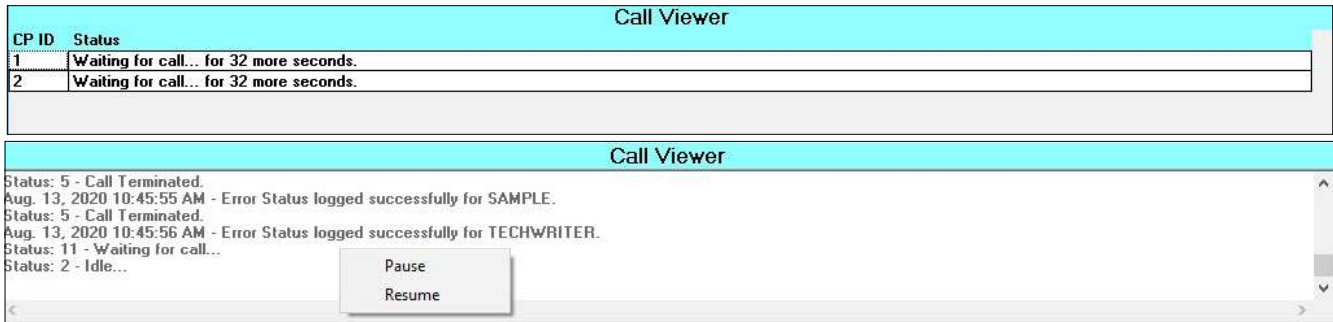 Call Viewer
CP ID Status
1 Waiting for call... for 32 more seconds.
2 Waiting for call... for 32 more seconds.
Call Viewer
Status: 5 - Call Terminated.
Aug. 13, 2020 10:45:55 AM - Error Status logged successfully for SAMPLE.
Status: 5 - Call Terminated.
Aug. 13, 2020 10:45:56 AM - Error Status logged successfully for TECHWRITER.
Status: 11 - Waiting for call...
Status: 2 - Idle...
Pause
Resume